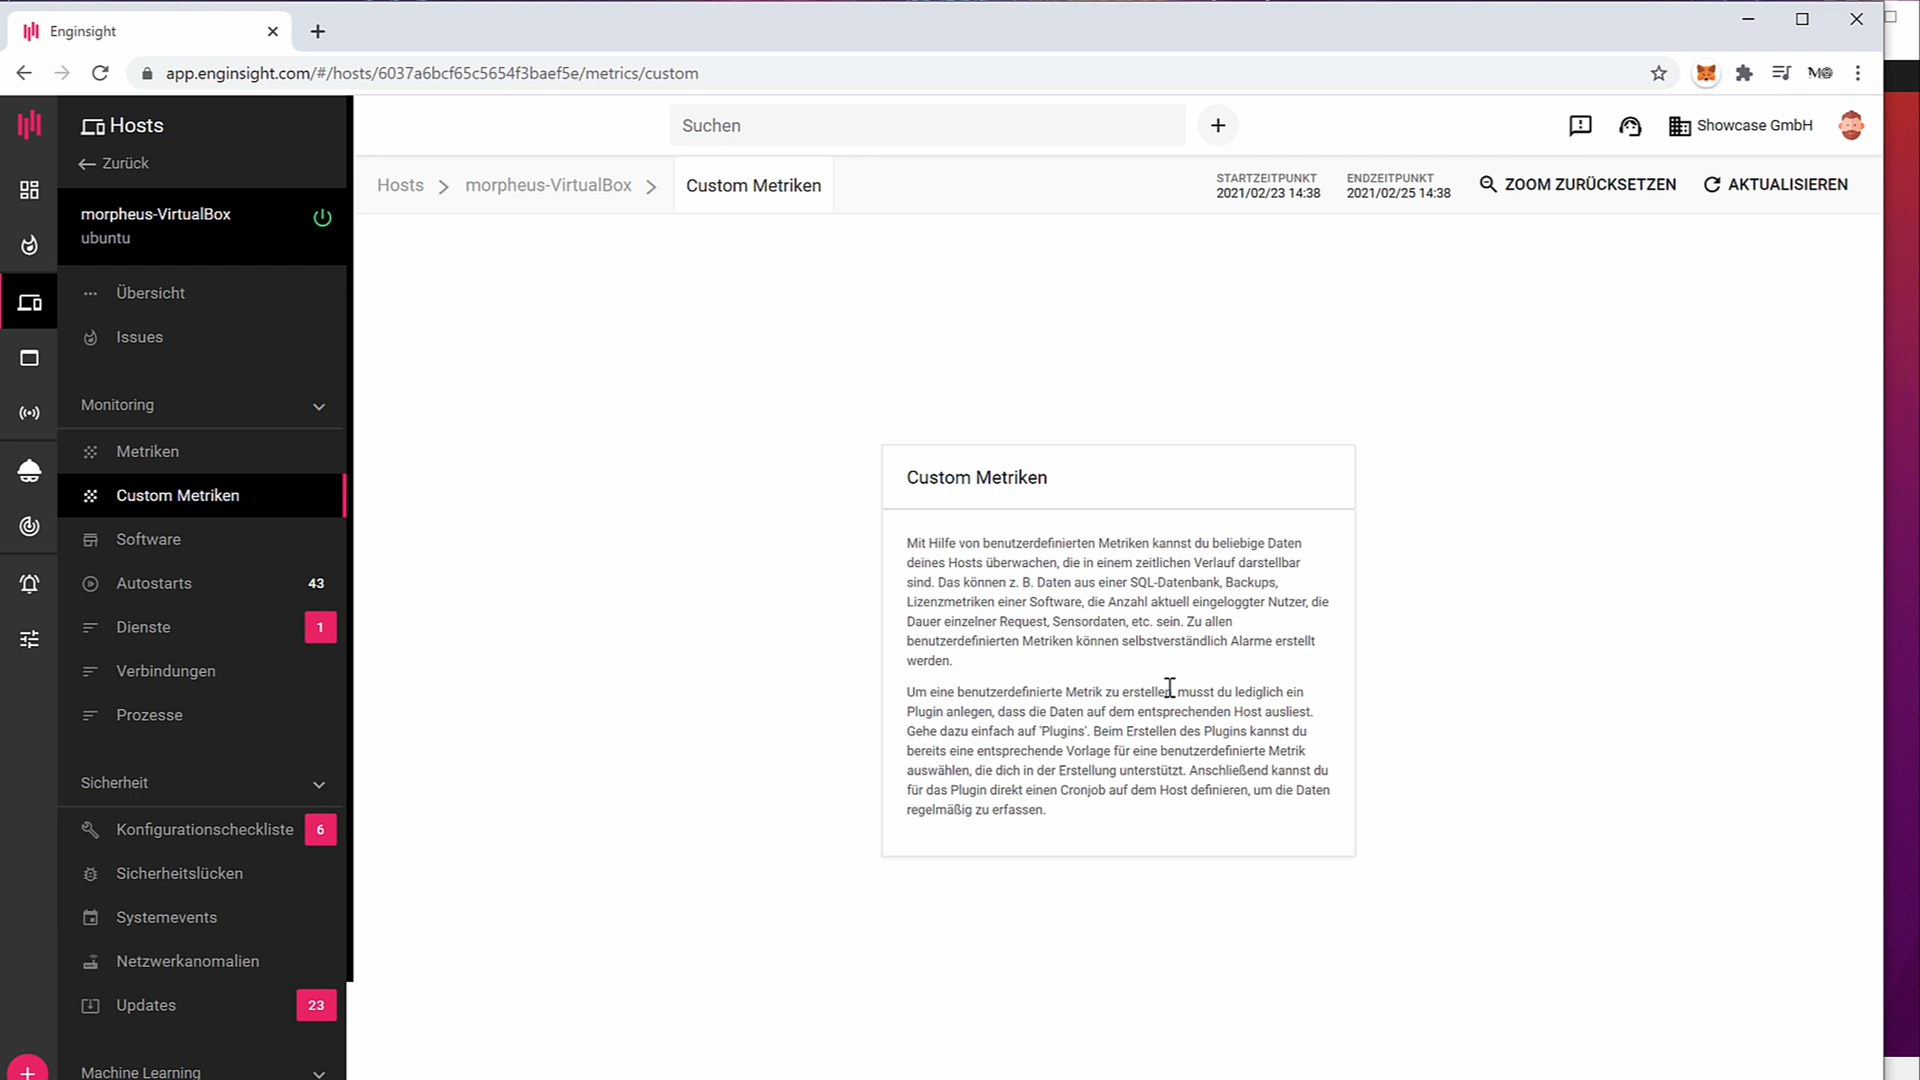 Enginsight
app.enginsight.com/#/hosts/6037a6bcf65c5654f3baef5e/metrics/custom
M@
Hosts
Zurück
morpheus-VirtualBox
ubuntu
Übersicht
Issues
Monitoring
Metriken
Custom Metriken
Software
Autostarts 43
Dienste 1
Verbindungen
Prozesse
Sicherheit
Konfigurationscheckliste 6
Sicherheitslücken
Systemevents
Netzwerkanomalien
Updates 23
Machine Learning
Suchen
Showcase GmbH
Hosts
morpheus-VirtualBox
Custom Metriken
STARTZEITPUNKT
2021/02/23 14:38
ENDZEITPUNKT
2021/02/25 14:38
ZOOM ZURÜCKSETZEN
AKTUALISIEREN
Custom Metriken
Mit Hilfe von benutzerdefinierten Metriken kannst du beliebige Daten
deines Hosts überwachen, die in einem zeitlichen Verlauf darstellbar
sind. Das können z. B. Daten aus einer SQL-Datenbank, Backups,
Lizenzmetriken einer Software, die Anzahl aktuell eingeloggter Nutzer, die
Dauer einzelner Request, Sensordaten, etc. sein. Zu allen
benutzerdefinierten Metriken können selbstverständlich Alarme erstellt
werden.
Um eine benutzerdefinierte Metrik zu erstellen, musst du lediglich ein
Plugin anlegen, dass die Daten auf dem entsprechenden Host ausliest.
Gehe dazu einfach auf 'Plugins'. Beim Erstellen des Plugins kannst du
bereits eine entsprechende Vorlage für eine benutzerdefinierte Metrik
auswählen, die dich in der Erstellung unterstützt. Anschließend kannst du
für das Plugin direkt einen Cronjob auf dem Host definieren, um die Daten
regelmäßig zu erfassen.